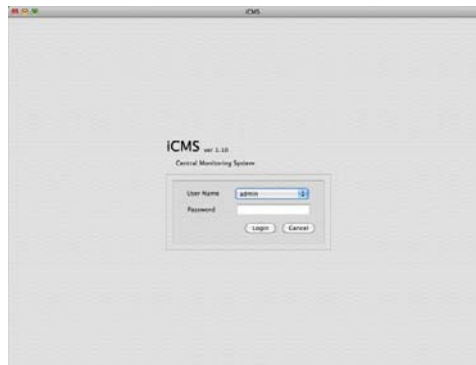 iCMS
iCMS ver 1.10
Central Monitoring System
User Name admin
Password
Login Cancel